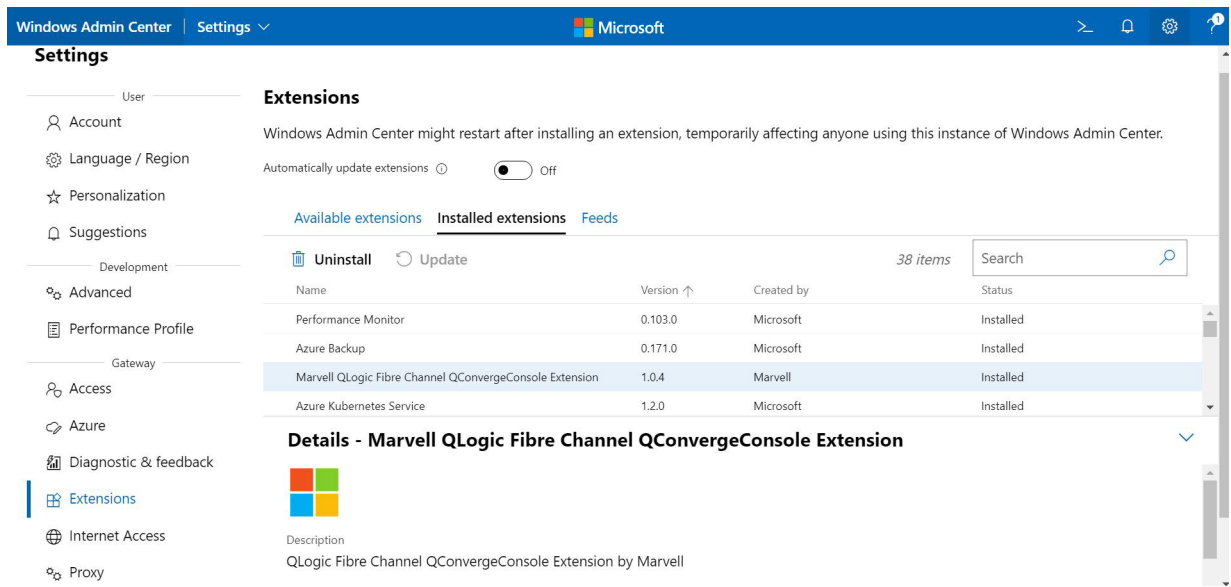 Windows Admin Center | Settings
Microsoft
1
Settings
User
Account
Language / Region
Personalization
Suggestions
Development
Advanced
Performance Profile
Gateway
Access
Azure
Diagnostic & feedback
Extensions
Internet Access
Proxy
Extensions
Windows Admin Center might restart after installing an extension, temporarily affecting anyone using this instance of Windows Admin Center.
Automatically update extensions Off
Available extensions Installed extensions Feeds
Uninstall Update 38 items Search
Name Version Created by Status
Performance Monitor 0.103.0 Microsoft Installed
Azure Backup 0.171.0 Microsoft Installed
Marvell QLogic Fibre Channel QConvergeConsole Extension 1.0.4 Marvell Installed
Azure Kubernetes Service 1.2.0 Microsoft Installed
Details - Marvell QLogic Fibre Channel QConvergeConsole Extension
Description
QLogic Fibre Channel QConvergeConsole Extension by Marvell